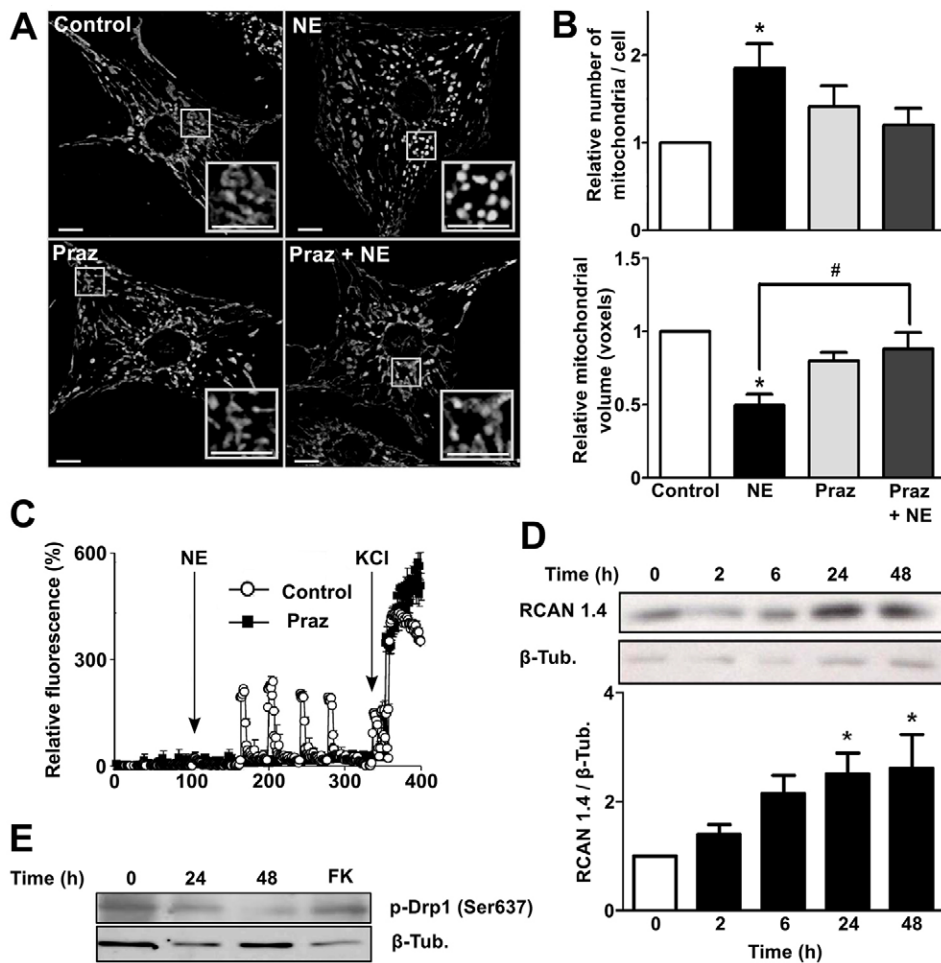 A
Control
NE
Praz
Praz + NE
B
Relative number of
mitochondria / cell
2
1
0
Relative mitochondrial
volume (voxels)
1.5
1
0.5
0
#
*
*
Control
NE
Praz
Praz
+ NE
C
Relative fluorescence (%)
600
300
0
NE
KCl
Control
Praz
0
100
200
300
400
D
Time (h)
0
2
6
24
48
RCAN 1.4
β-Tub.
RCAN 1.4 / β-Tub.
4
2
0
*
*
0
2
6
24
48
Time (h)
E
Time (h)
0
24
48
FK
p-Drp1 (Ser637)
β-Tub.